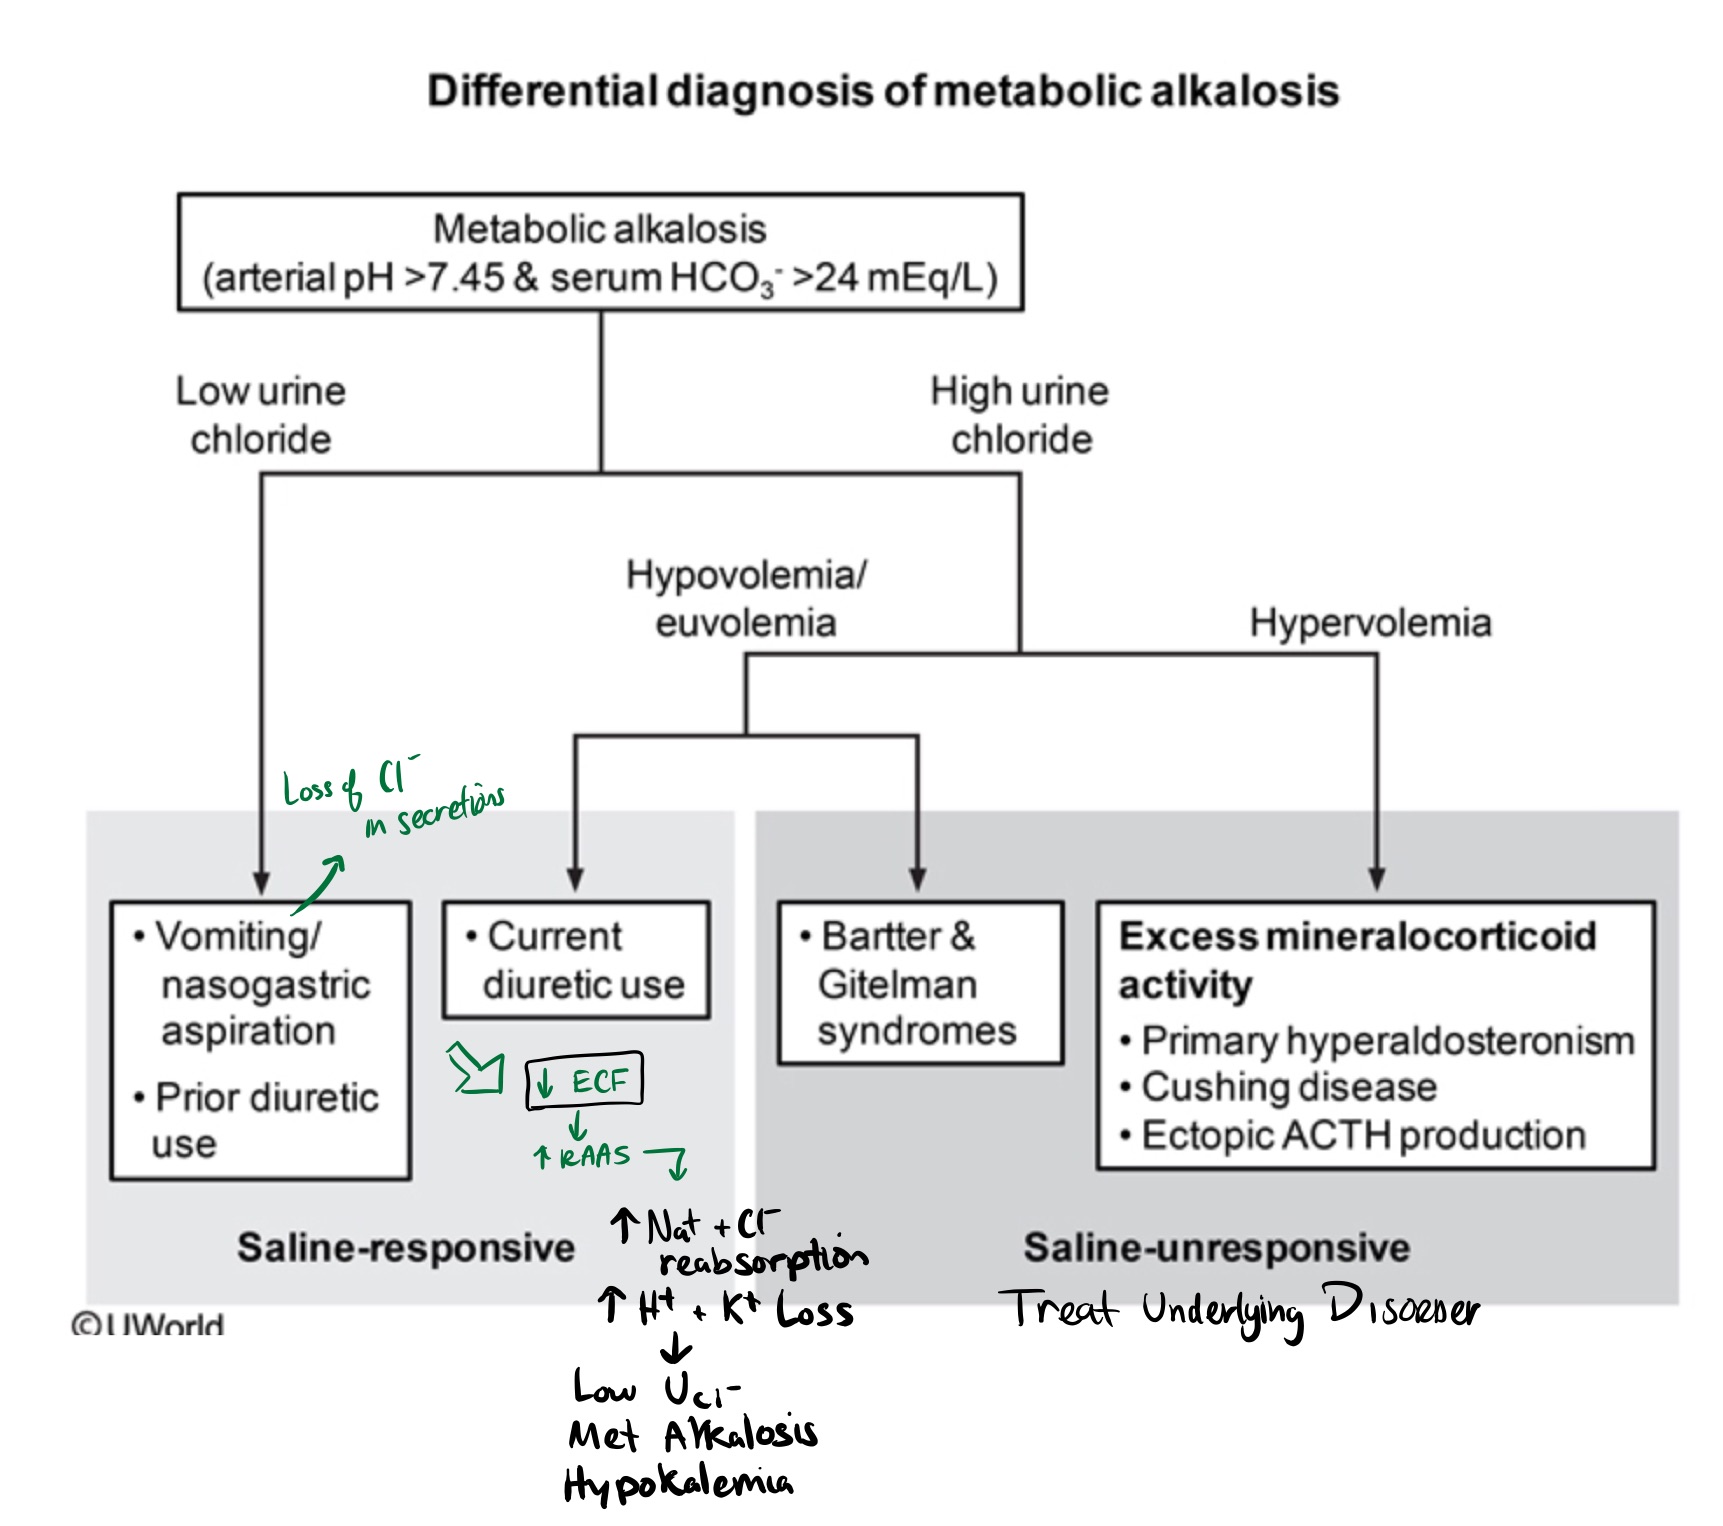 Differential diagnosis of metabolic alkalosis
Metabolic alkalosis
(arterial pH >7.45 & serum HCO₃⁻ >24 mEq/L)
Low urine
chloride
High urine
chloride
Hypovolemia/
euvolemia
Hypervolemia
Loss of Cl⁻
in secretions
• Vomiting/
nasogastric
aspiration
• Prior diuretic
use
• Current
diuretic use
• Bartter &
Gitelman
syndromes
Excess mineralocorticoid
activity
• Primary hyperaldosteronism
• Cushing disease
• Ectopic ACTH production
↓ ECF
↓
↑ RAAS
↑ Na⁺ + Cl⁻
reabsorption
↑ H⁺ + K⁺ Loss
↓
Low U Cl⁻
Met Alkalosis
Hypokalemia
Saline-responsive
Saline-unresponsive
Treat Underlying Disorder
©UWorld